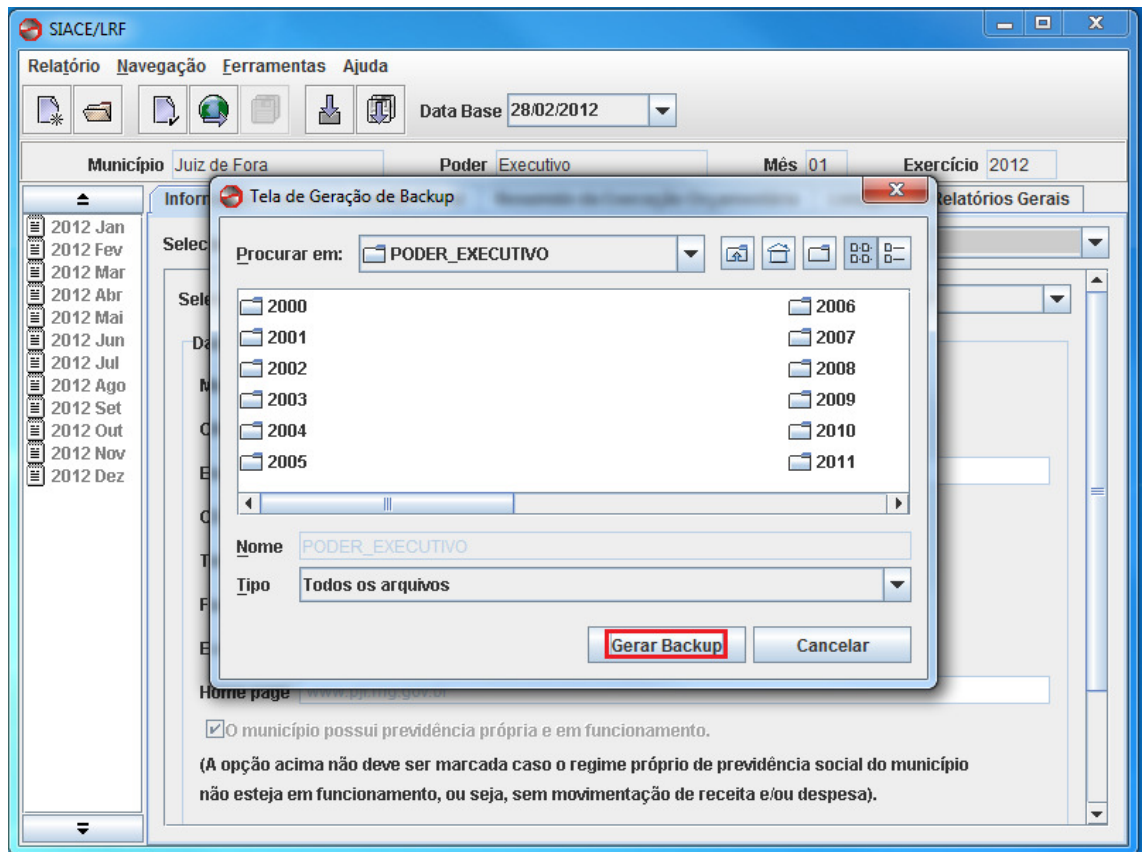 SIACE/LRF
Relatório Navegação Ferramentas Ajuda
Data Base 28/02/2012
Município Juiz de Fora Poder Executivo Mês 01 Exercício 2012
Tela de Geração de Backup
Relatórios Gerais
Procurar em: PODER_EXECUTIVO
2012 Jan
2012 Fev
2012 Mar
2012 Abr
2012 Mai
2012 Jun
2012 Jul
2012 Ago
2012 Set
2012 Out
2012 Nov
2012 Dez
2000
2001
2002
2003
2004
2005
2006
2007
2008
2009
2010
2011
Nome PODER_EXECUTIVO
Tipo Todos os arquivos
Gerar Backup Cancelar
Home page
O município possui previdência própria e em funcionamento.
(A opção acima não deve ser marcada caso o regime próprio de previdência social do município
não esteja em funcionamento, ou seja, sem movimentação de receita e/ou despesa).